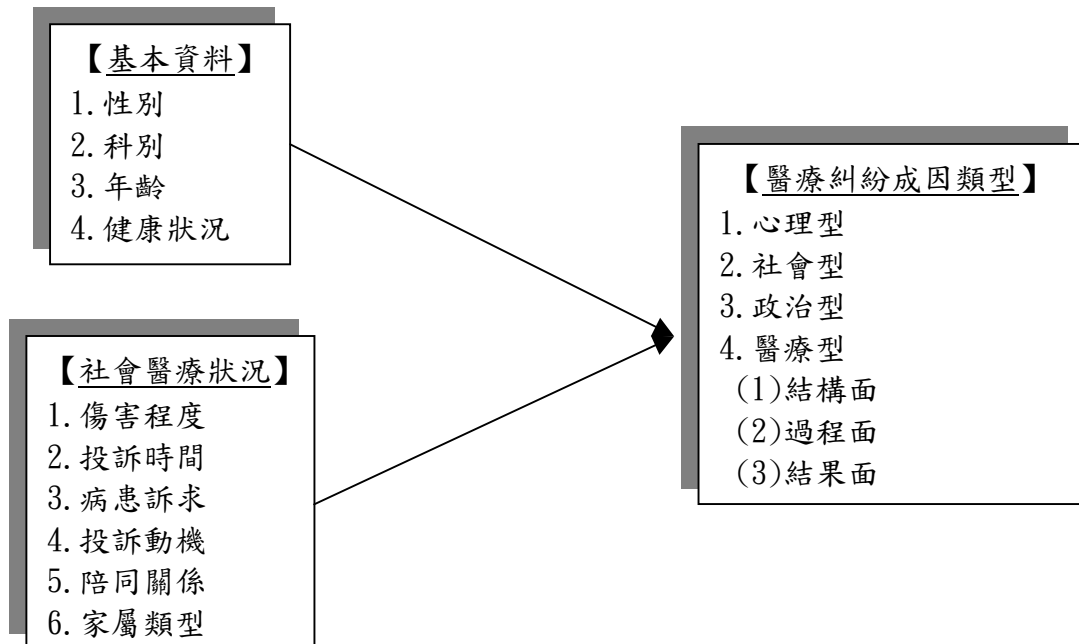 【基本資料】
1.性別
2.科別
3.年齡
4.健康狀況
【社會醫療狀況】
1.傷害程度
2.投訴時間
3.病患訴求
4.投訴動機
5.陪同關係
6.家屬類型
【醫療糾紛成因類型】
1.心理型
2.社會型
3.政治型
4.醫療型
(1)結構面
(2)過程面
(3)結果面